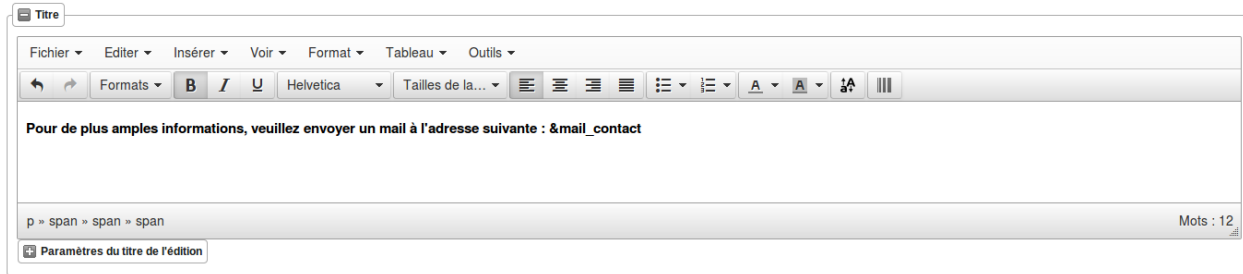 Titre
Fichier Editer Insérer Voir Format Tableau Outils
Formats B I U Helvetica Tailles de la... A A
Pour de plus amples informations, veuillez envoyer un mail à l'adresse suivante : &mail_contact
p » span » span » span Mots : 12
Paramètres du titre de l'édition